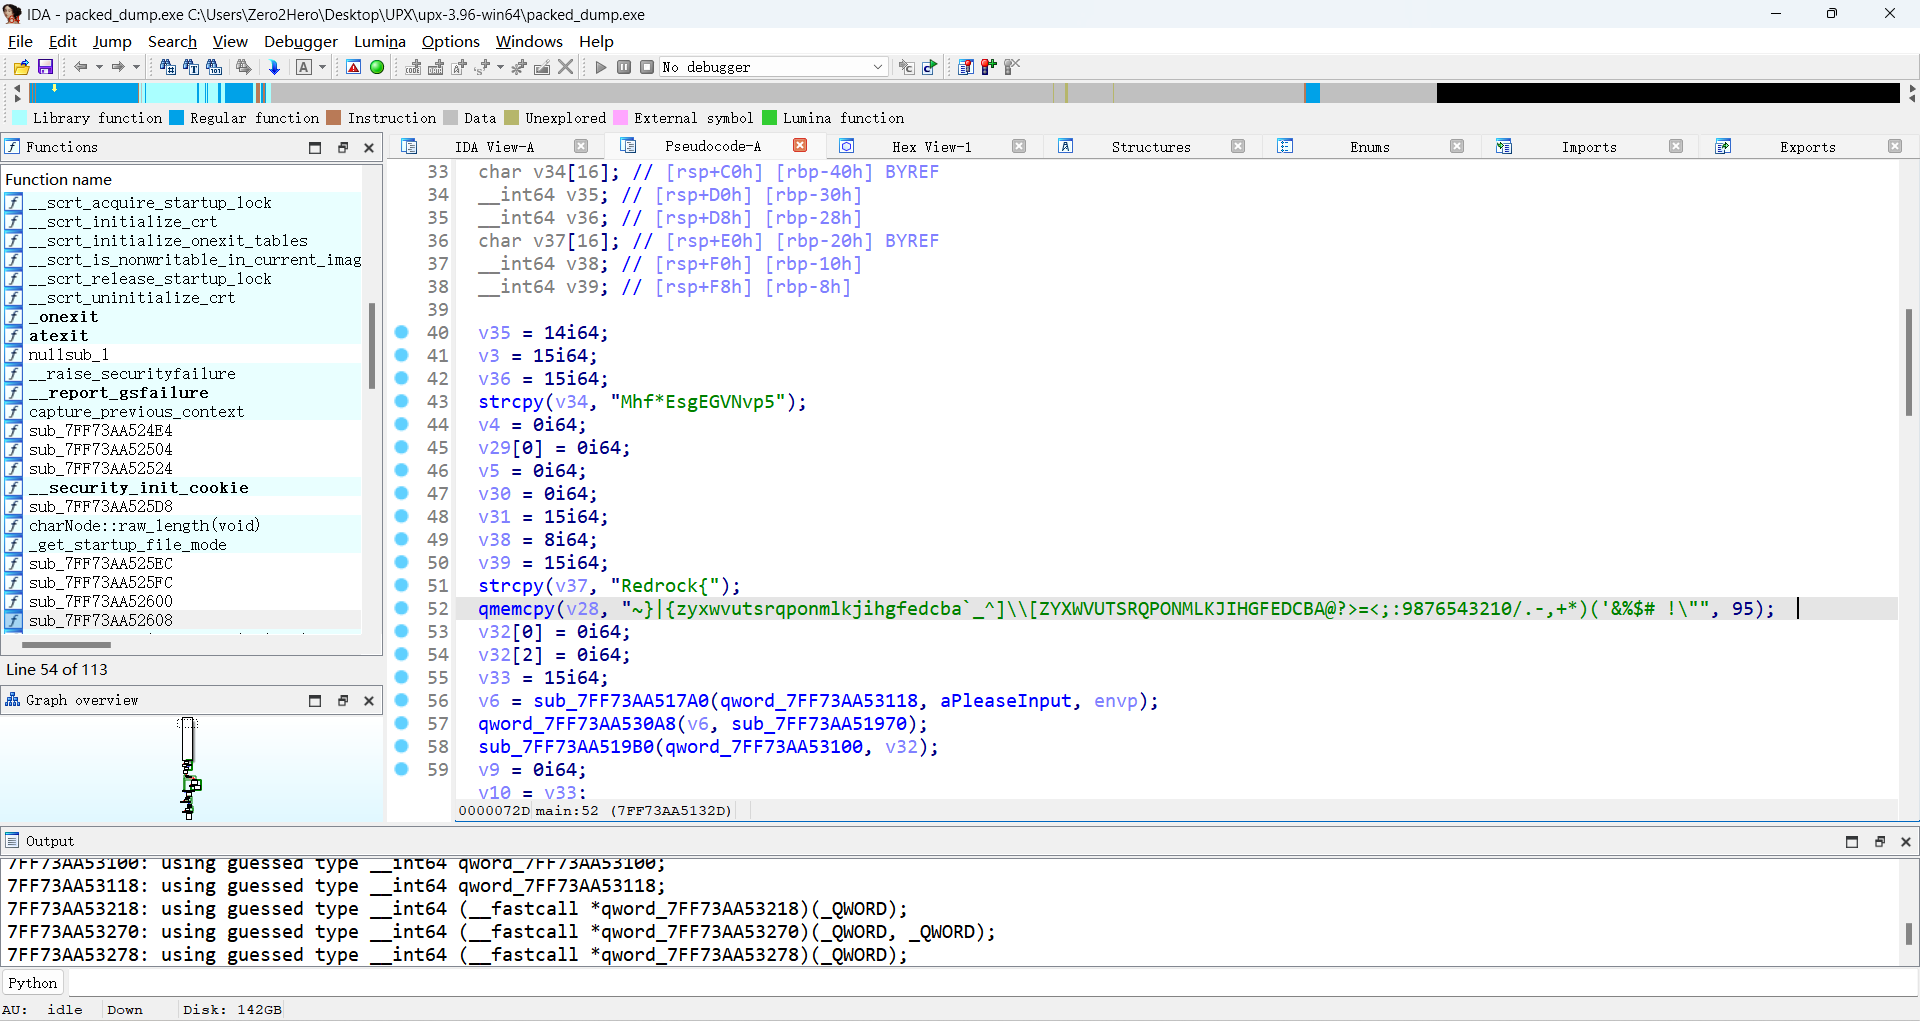 IDA - packed_dump.exe C:\Users\Zero2Hero\Desktop\UPX\upx-3.96-win64\packed_dump.exe
File Edit Jump Search View Debugger Lumina Options Windows Help
No debugger
Library function Regular function Instruction Data Unexplored External symbol Lumina function
Functions
Function name
__scrt_acquire_startup_lock
__scrt_initialize_crt
__scrt_initialize_onexit_tables
__scrt_is_nonwritable_in_current_imag
__scrt_release_startup_lock
__scrt_uninitialize_crt
_onexit
atexit
nullsub_1
__raise_securityfailure
__report_gsfailure
capture_previous_context
sub_7FF73AA524E4
sub_7FF73AA52504
sub_7FF73AA52524
__security_init_cookie
sub_7FF73AA525D8
charNode::raw_length(void)
_get_startup_file_mode
sub_7FF73AA525EC
sub_7FF73AA525FC
sub_7FF73AA52600
sub_7FF73AA52608
Line 54 of 113
Graph overview
IDA View-A Pseudocode-A Hex View-1 Structures Enums Imports Exports
33 char v34[16]; // [rsp+C0h] [rbp-40h] BYREF
34 __int64 v35; // [rsp+D0h] [rbp-30h]
35 __int64 v36; // [rsp+D8h] [rbp-28h]
36 char v37[16]; // [rsp+E0h] [rbp-20h] BYREF
37 __int64 v38; // [rsp+F0h] [rbp-10h]
38 __int64 v39; // [rsp+F8h] [rbp-8h]
39
40 v35 = 14i64;
41 v3 = 15i64;
42 v36 = 15i64;
43 strcpy(v34, "Mhf*EsgEGVNvp5");
44 v4 = 0i64;
45 v29[0] = 0i64;
46 v5 = 0i64;
47 v30 = 0i64;
48 v31 = 15i64;
49 v38 = 8i64;
50 v39 = 15i64;
51 strcpy(v37, "Redrock{");
52 qmemcpy(v28, "~}|{zyxwvutsrqponmlkjihgfedcba`_^]\\[ZYXWVUTSRQPONMLKJIHGFEDCBA@?>=<;:9876543210/.-,+*)('&%$# !\"", 95);
53 v32[0] = 0i64;
54 v32[2] = 0i64;
55 v33 = 15i64;
56 v6 = sub_7FF73AA517A0(qword_7FF73AA53118, aPleaseInput, envp);
57 qword_7FF73AA530A8(v6, sub_7FF73AA51970);
58 sub_7FF73AA519B0(qword_7FF73AA53100, v32);
59 v9 = 0i64;
v10 = v33;
0000072D main:52 (7FF73AA5132D)
Output
7FF73AA53100: using guessed type __int64 qword_7FF73AA53100;
7FF73AA53118: using guessed type __int64 qword_7FF73AA53118;
7FF73AA53218: using guessed type __int64 (__fastcall *qword_7FF73AA53218)(_QWORD);
7FF73AA53270: using guessed type __int64 (__fastcall *qword_7FF73AA53270)(_QWORD, _QWORD);
7FF73AA53278: using guessed type __int64 (__fastcall *qword_7FF73AA53278)(_QWORD);
Python
AU: idle Down Disk: 142GB